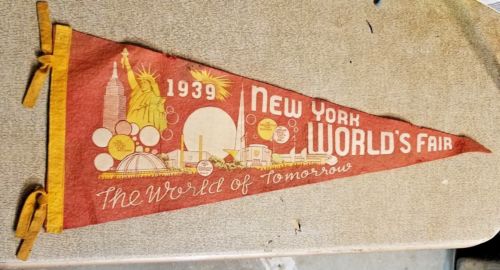 1939
NEW YORK
WORLD'S FAIR
The World of Tomorrow